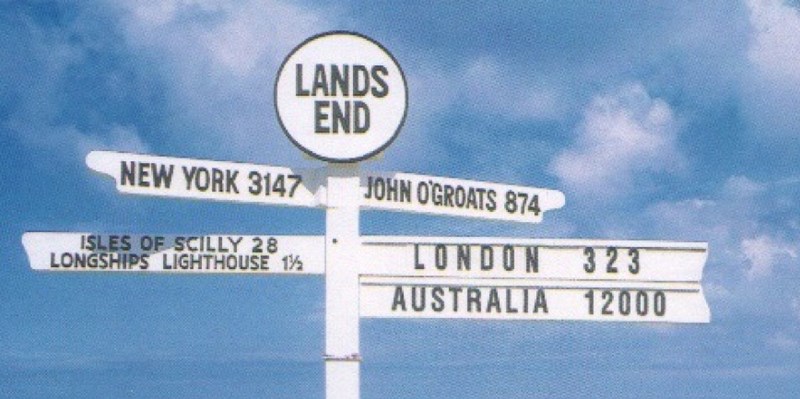 LANDS
END
NEW YORK 3147
JOHN O'GROATS 874
ISLES OF SCILLY 28
LONGSHIPS LIGHTHOUSE 1½
LONDON 323
AUSTRALIA 12000